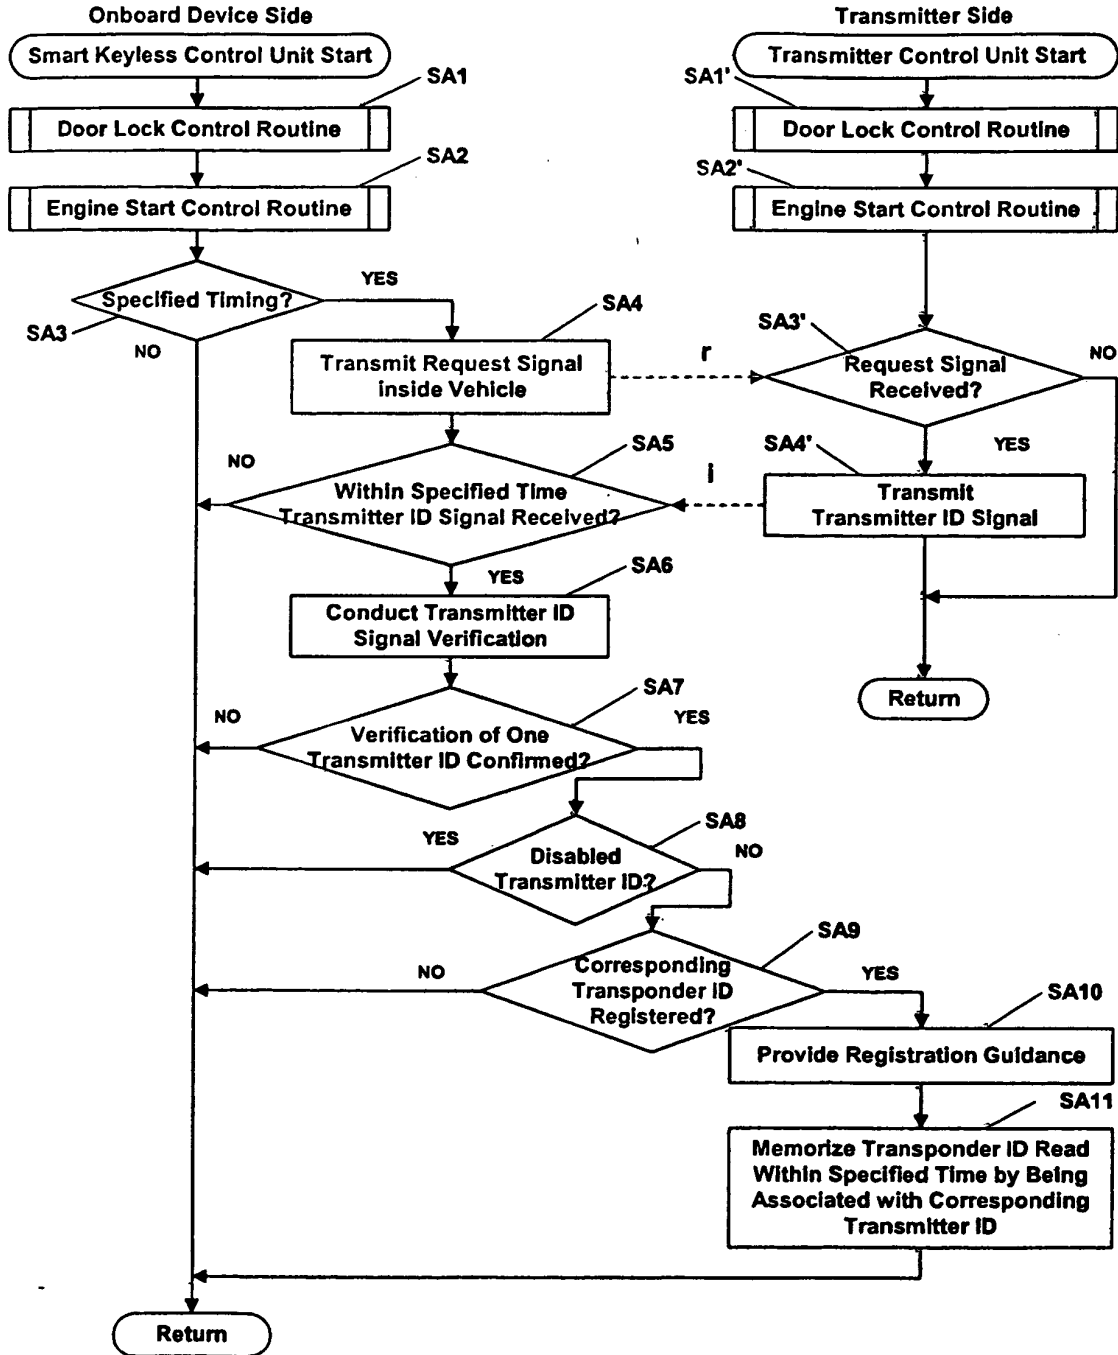 Onboard Device Side
Transmitter Side
Smart Keyless Control Unit Start
Transmitter Control Unit Start
SA1
SA1'
Door Lock Control Routine
Door Lock Control Routine
SA2
SA2'
Engine Start Control Routine
Engine Start Control Routine
Specified Timing?
YES
SA3
NO
SA4
Transmit Request Signal
inside Vehicle
r
SA3'
Request Signal
Received?
NO
YES
SA4'
Transmit
Transmitter ID Signal
i
SA5
NO
Within Specified Time
Transmitter ID Signal Received?
YES
SA6
Conduct Transmitter ID
Signal Verification
Return
SA7
NO
YES
Verification of One
Transmitter ID Confirmed?
SA8
YES
NO
Disabled
Transmitter ID?
SA9
NO
YES
Corresponding
Transponder ID
Registered?
SA10
Provide Registration Guidance
SA11
Memorize Transponder ID Read
Within Specified Time by Being
Associated with Corresponding
Transmitter ID
Return